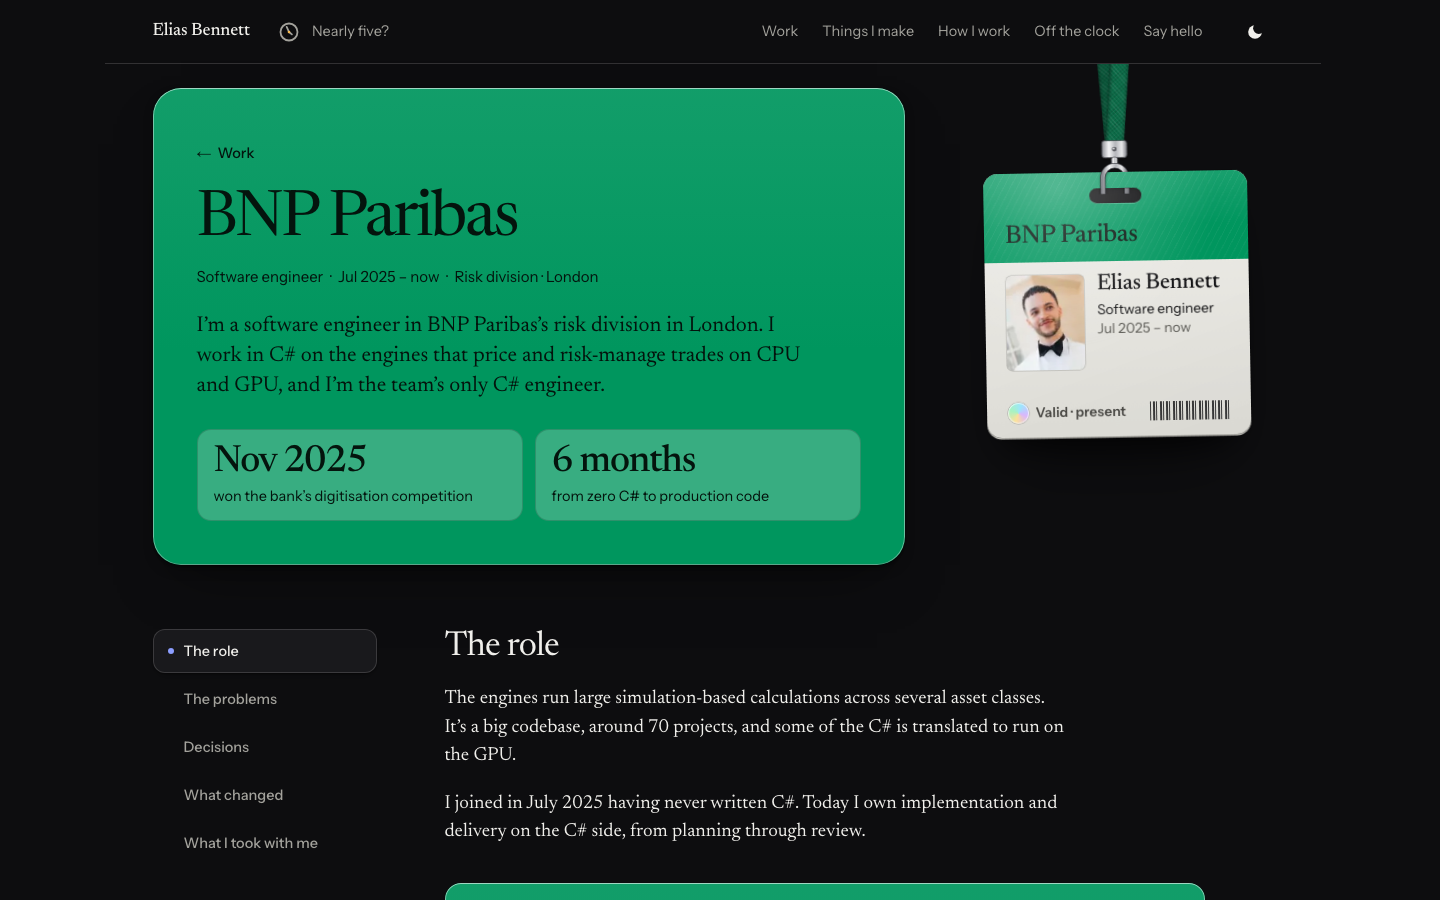 Elias Bennett
Nearly five?
Work
Things I make
How I work
Off the clock
Say hello
← Work
BNP Paribas
Software engineer · Jul 2025 – now · Risk division · London
I’m a software engineer in BNP Paribas’s risk division in London. I
work in C# on the engines that price and risk-manage trades on CPU
and GPU, and I’m the team’s only C# engineer.
Nov 2025
won the bank’s digitisation competition
6 months
from zero C# to production code
BNP Paribas
Elias Bennett
Software engineer
Jul 2025 – now
Valid · present
The role
The problems
Decisions
What changed
What I took with me
The role
The engines run large simulation-based calculations across several asset classes.
It’s a big codebase, around 70 projects, and some of the C# is translated to run on
the GPU.
I joined in July 2025 having never written C#. Today I own implementation and
delivery on the C# side, from planning through review.